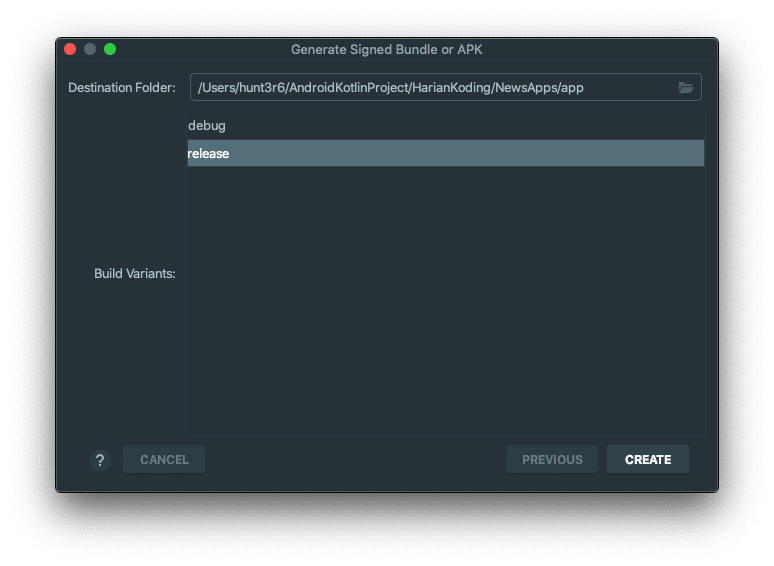 Generate Signed Bundle or APK
Destination Folder: /Users/hunt3r6/AndroidKotlinProject/HarianKoding/NewsApps/app
debug
release
Build Variants:
? CANCEL PREVIOUS CREATE